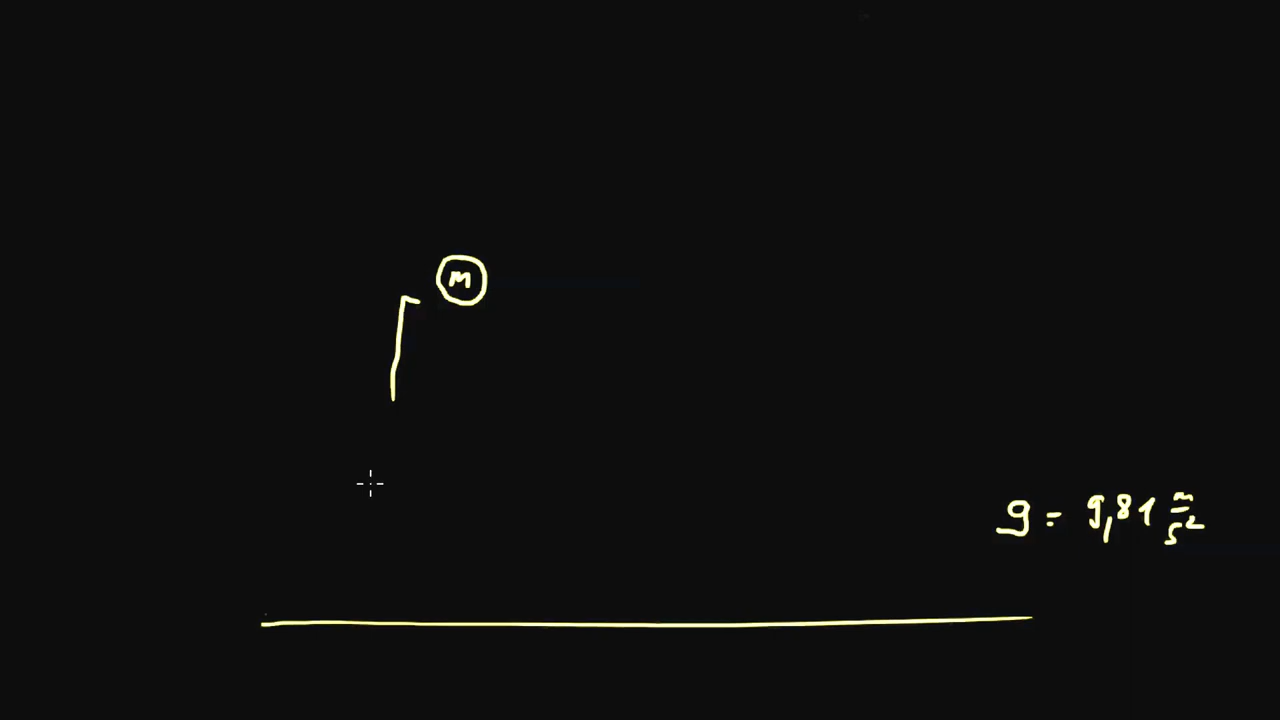 m
g = 9,81 m/s²